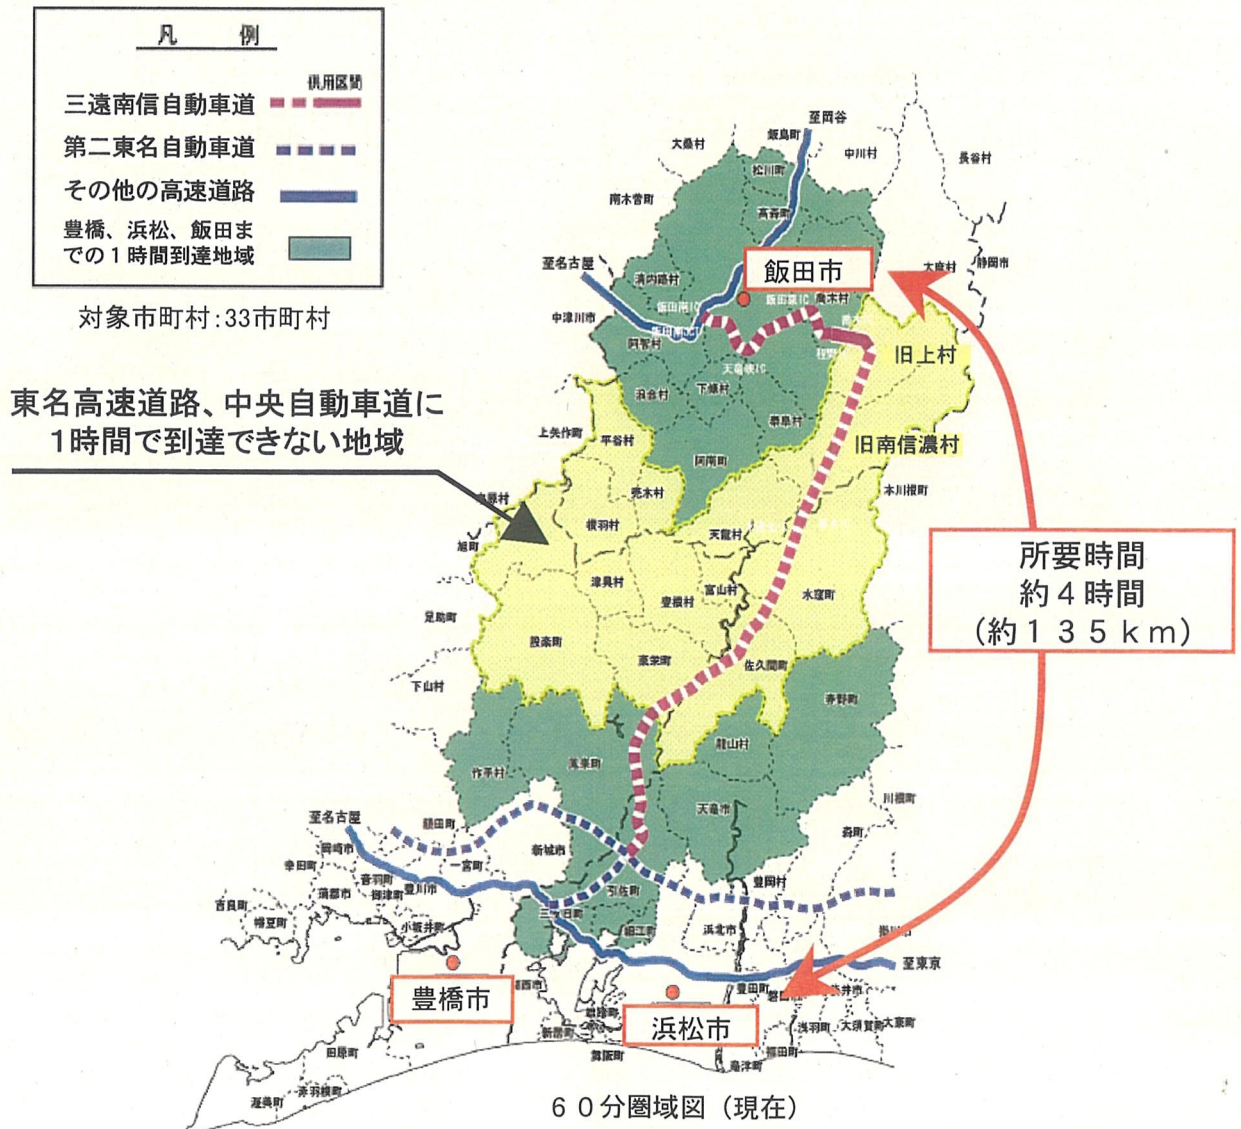 凡　例
供用区間
三遠南信自動車道
第二東名自動車道
その他の高速道路
豊橋、浜松、飯田ま
での１時間到達地域
対象市町村:33市町村
東名高速道路、中央自動車道に
1時間で到達できない地域
至岡谷
飯島町
大桑村
中川村
長谷村
松川町
南木曽町
高森町
至名古屋
清内路村
飯田市
大鹿村
静岡市
喬木村
中津川市
阿智村
天竜峡IC
旧上村
浪合村
下條村
泰阜村
上矢作町
平谷村
旧南信濃村
阿南町
売木村
本川根町
根羽村
旭町
天龍村
所要時間
約４時間
(約１３５ｋｍ)
津具村
富山村
豊根村
水窪町
足助町
設楽町
東栄町
佐久間町
下山村
春野町
龍山村
鳳来町
作手村
天竜市
川根町
至名古屋
額田町
森町
岡崎市
新城市
幸田町
一宮町
音羽町
豊川市
豊岡村
引佐町
蒲郡市
御津町
吉良町
幡豆町
小坂井町
三ヶ日町
細江町
浜北市
至東京
豊橋市
豊田町
浜松市
新居町
舞阪町
浅羽町
大須賀町
福田町
竜洋町
田原町
赤羽根町
渥美町
６０分圏域図（現在）